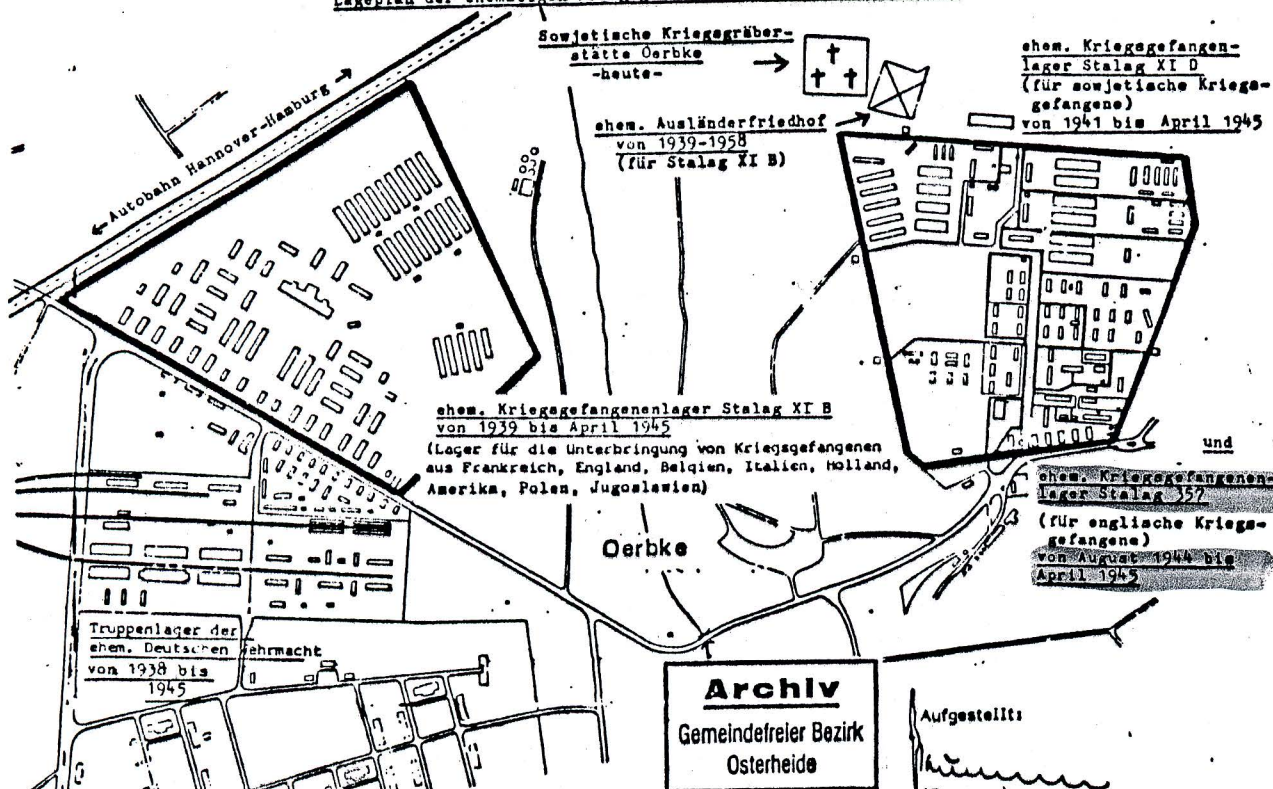 Lageplan der ehemaligen
Sowjetische Kriegsgräber-
stätte Oerbke
-heute-
ehem. Kriegsgefangen-
lager Stalag XI D
(für sowjetische Kriegs-
gefangene)
von 1941 bis April 1945
ehem. Ausländerfriedhof
von 1939-1958
(für Stalag XI B)
Autobahn Hannover-Hamburg
ehem. Kriegsgefangenenlager Stalag XI B
von 1939 bis April 1945
(Lager für die Unterbringung von Kriegsgefangenen
aus Frankreich, England, Belgien, Italien, Holland,
Amerika, Polen, Jugoslawien)
und
ehem. Kriegsgefangenen-
lager Stalag 357
(für englische Kriegs-
gefangene)
von August 1944 bis
April 1945
Oerbke
Truppenlager der
ehem. Deutschen Wehrmacht
von 1938 bis
1945
Archiv
Gemeindefreier Bezirk
Osterheide
Aufgestellt: